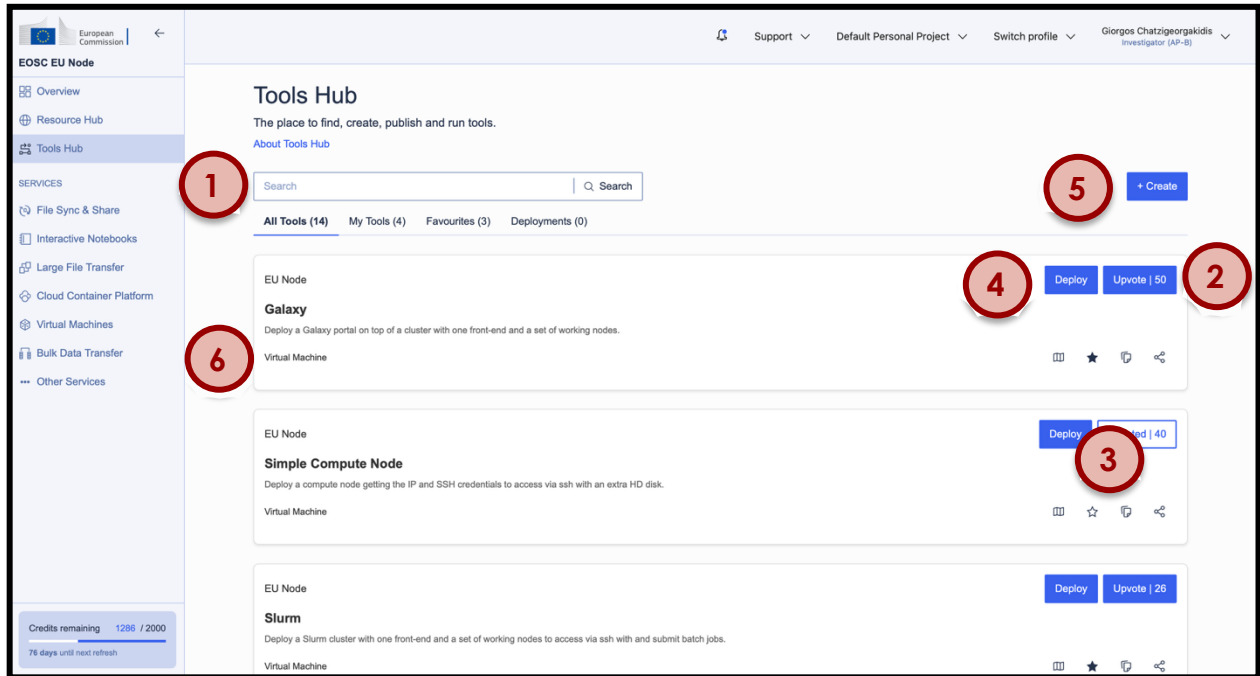 European
Commission
EOSC EU Node
Overview
Resource Hub
Tools Hub
SERVICES
File Sync & Share
Interactive Notebooks
Large File Transfer
Cloud Container Platform
Virtual Machines
Bulk Data Transfer
Other Services
Credits remaining 1286 / 2000
76 days until next refresh
Support Default Personal Project Switch profile Giorgos Chatzigeorgakidis
Investigator (AP-B)
Tools Hub
The place to find, create, publish and run tools.
About Tools Hub
1 Search Search 5 + Create
All Tools (14) My Tools (4) Favourites (3) Deployments (0)
EU Node 4 Deploy Upvote | 50 2
Galaxy
Deploy a Galaxy portal on top of a cluster with one front-end and a set of working nodes.
6 Virtual Machine
EU Node Deploy | 40
Simple Compute Node 3
Deploy a compute node getting the IP and SSH credentials to access via ssh with an extra HD disk.
Virtual Machine
EU Node Deploy Upvote | 26
Slurm
Deploy a Slurm cluster with one front-end and a set of working nodes to access via ssh with and submit batch jobs.
Virtual Machine